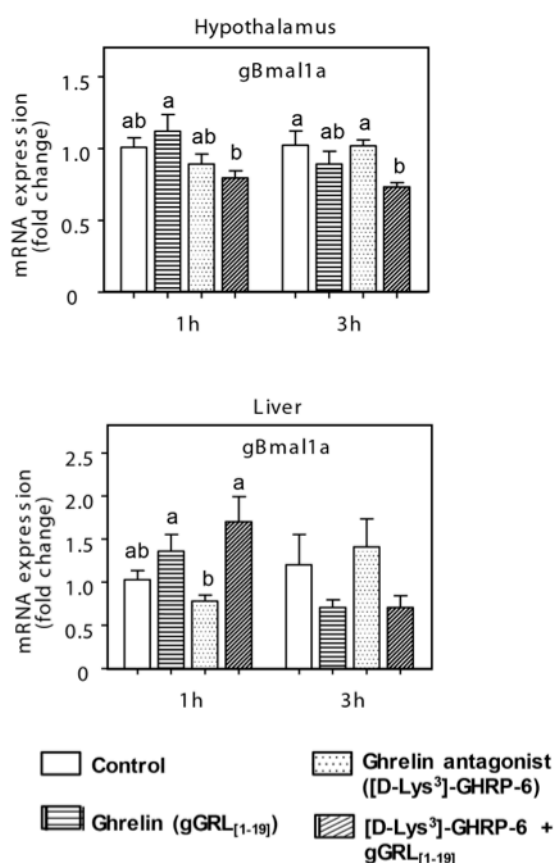 Hypothalamus
gBmal1a
mRNA expression
(fold change)
1.5
1.0
0.5
0
ab
a
ab
b
a
ab
a
b
1h
3h
Liver
gBmal1a
mRNA expression
(fold change)
2.5
2.0
1.5
1.0
0.5
0
ab
a
b
a
1h
3h
Control
Ghrelin (gGRL[1-19])
Ghrelin antagonist
([D-Lys³]-GHRP-6)
[D-Lys³]-GHRP-6 +
gGRL[1-19]